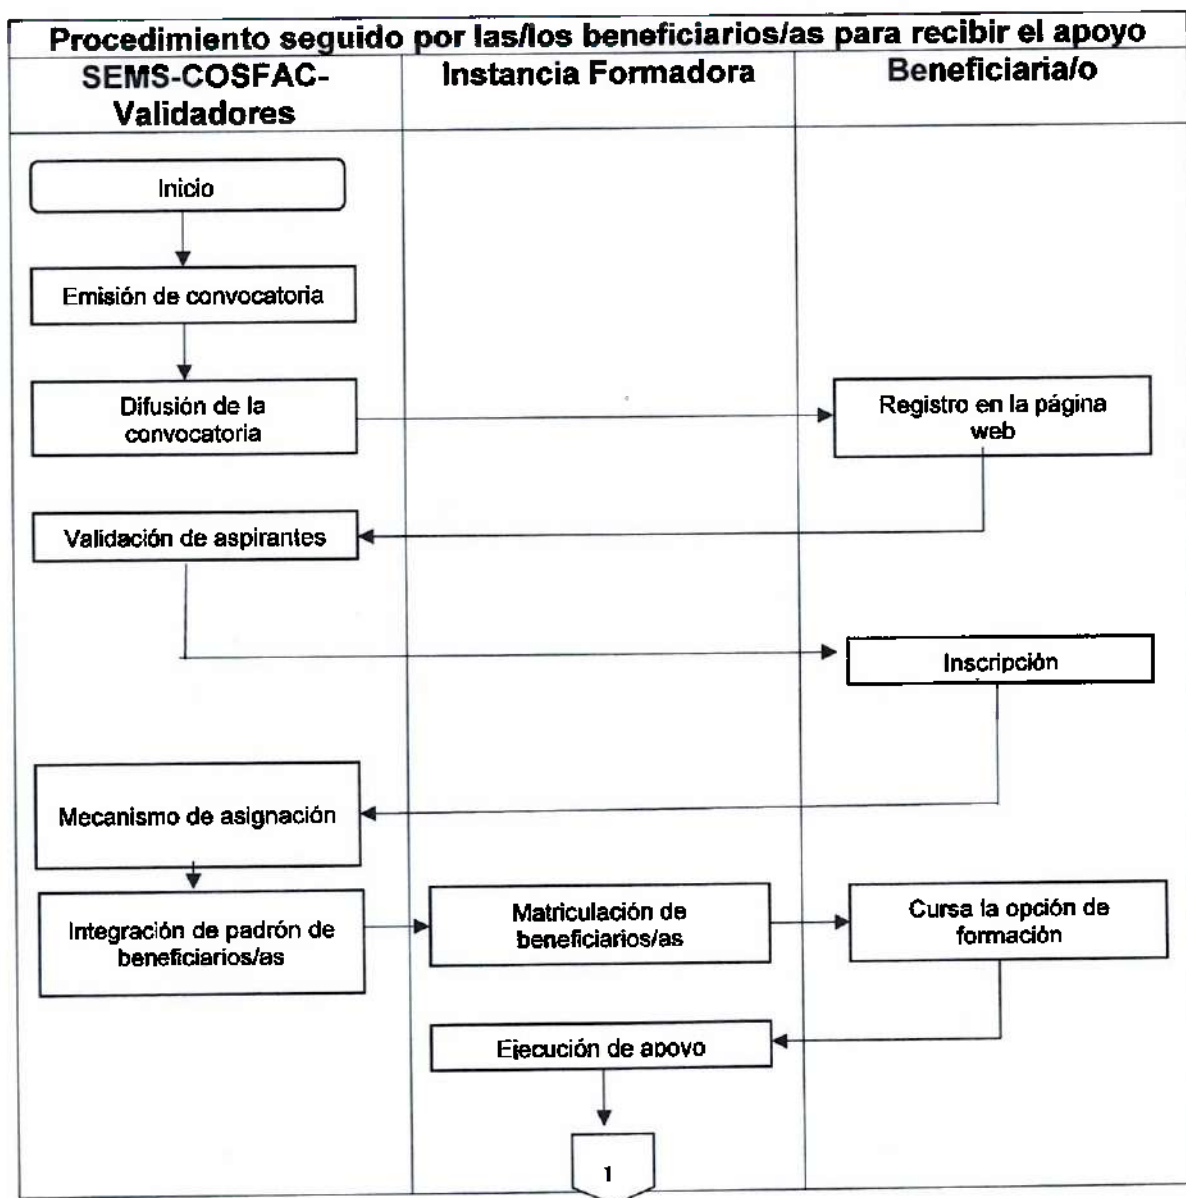 Procedimiento seguido por las/los beneficiarios/as para recibir el apoyo
SEMS-COSFAC-
Validadores
Instancia Formadora
Beneficiaria/o
Inicio
Emisión de convocatoria
Difusión de la
convocatoria
Registro en la página
web
Validación de aspirantes
Inscripción
Mecanismo de asignación
Integración de padrón de
beneficiarios/as
Matriculación de
beneficiarios/as
Cursa la opción de
formación
Ejecución de apoyo
1